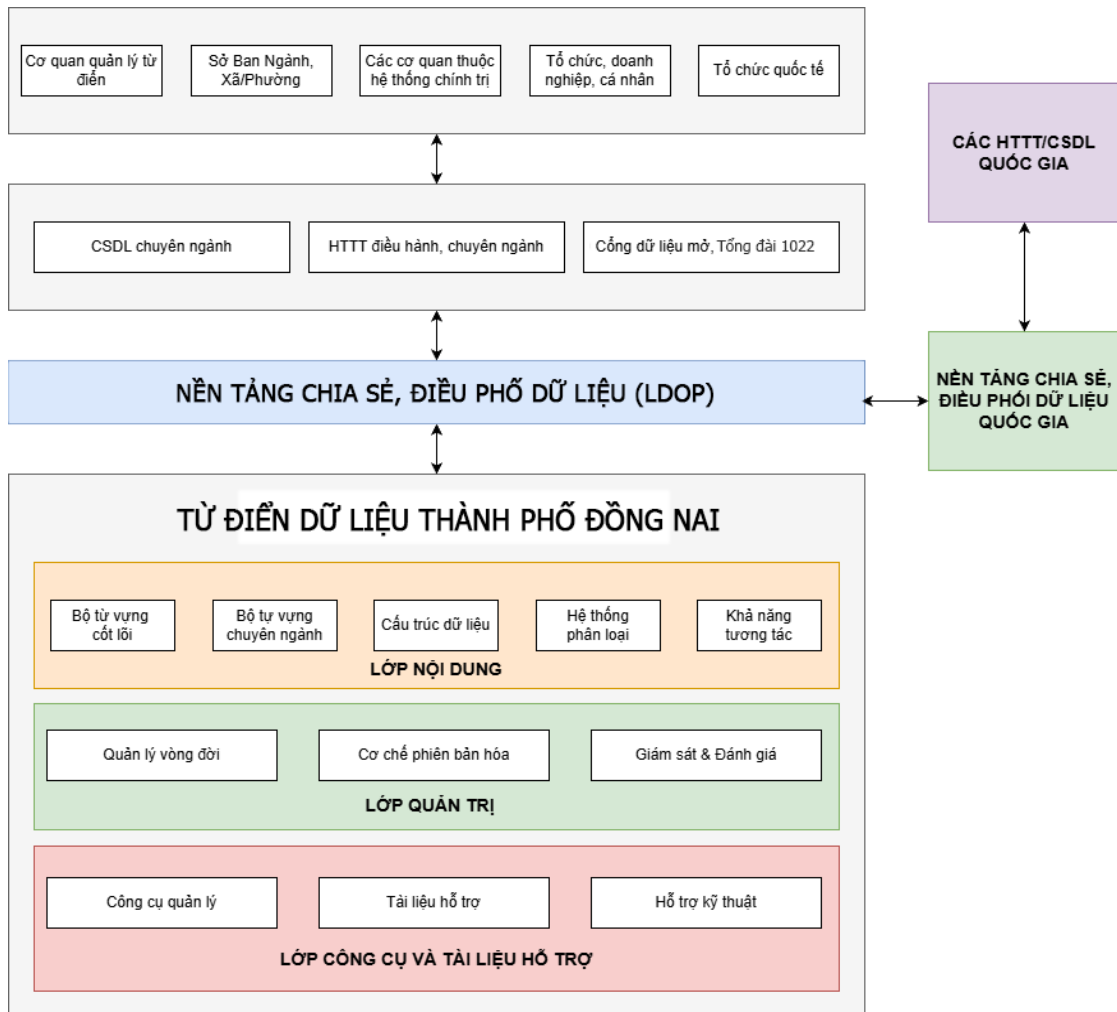 Cơ quan quản lý từ
điển
Sở Ban Ngành,
Xã/Phường
Các cơ quan thuộc
hệ thống chính trị
Tổ chức, doanh
nghiệp, cá nhân
Tổ chức quốc tế
CÁC HTTT/CSDL
QUỐC GIA
CSDL chuyên ngành
HTTT điều hành, chuyên ngành
Cổng dữ liệu mở, Tổng đài 1022
NỀN TẢNG CHIA SẺ, ĐIỀU PHỐ DỮ LIỆU (LDOP)
NỀN TẢNG CHIA SẺ,
ĐIỀU PHỐI DỮ LIỆU
QUỐC GIA
TỪ ĐIỂN DỮ LIỆU THÀNH PHỐ ĐỒNG NAI
Bộ từ vựng
cốt lõi
Bộ tự vựng
chuyên ngành
Cấu trúc dữ liệu
Hệ thống
phân loại
Khả năng
tương tác
LỚP NỘI DUNG
Quản lý vòng đời
Cơ chế phiên bản hóa
Giám sát & Đánh giá
LỚP QUẢN TRỊ
Công cụ quản lý
Tài liệu hỗ trợ
Hỗ trợ kỹ thuật
LỚP CÔNG CỤ VÀ TÀI LIỆU HỖ TRỢ